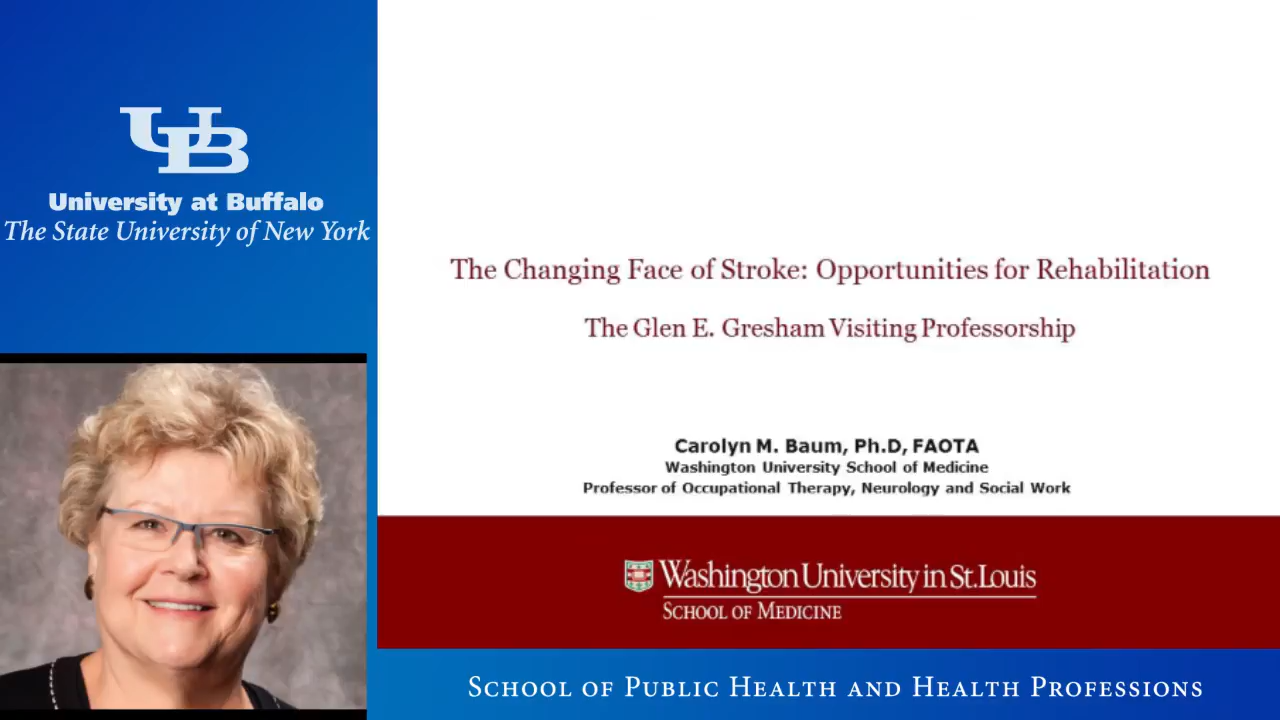 UB
University at Buffalo
The State University of New York
The Changing Face of Stroke: Opportunities for Rehabilitation
The Glen E. Gresham Visiting Professorship
Carolyn M. Baum, Ph.D, FAOTA
Washington University School of Medicine
Professor of Occupational Therapy, Neurology and Social Work
Washington University in St. Louis
School of Medicine
School of Public Health and Health Professions